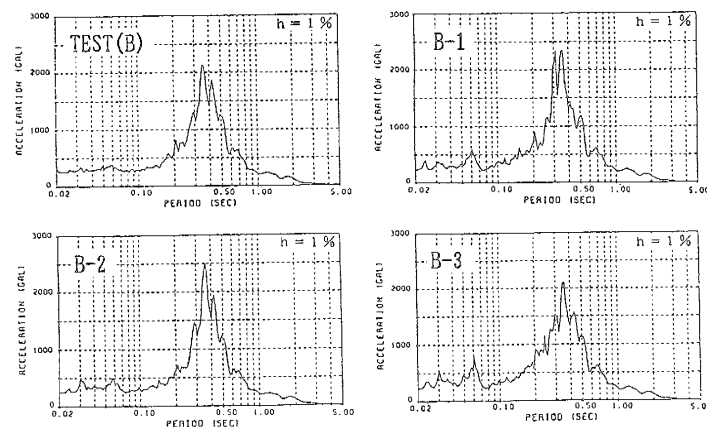 h = 1 %
TEST(B)
3000
2000
1000
0
ACCELERATION (GAL)
0.02
0.10
0.50
1.00
5.00
PERIOD (SEC)
h = 1 %
B-1
3000
2000
1000
0
ACCELERATION (GAL)
0.02
0.10
0.50
1.00
5.00
PERIOD (SEC)
h = 1 %
B-2
3000
2000
1000
0
ACCELERATION (GAL)
0.02
0.10
0.50
1.00
5.00
PERIOD (SEC)
h = 1 %
B-3
3000
2000
1000
0
ACCELERATION (GAL)
0.02
0.10
0.50
1.00
5.00
PERIOD (SEC)